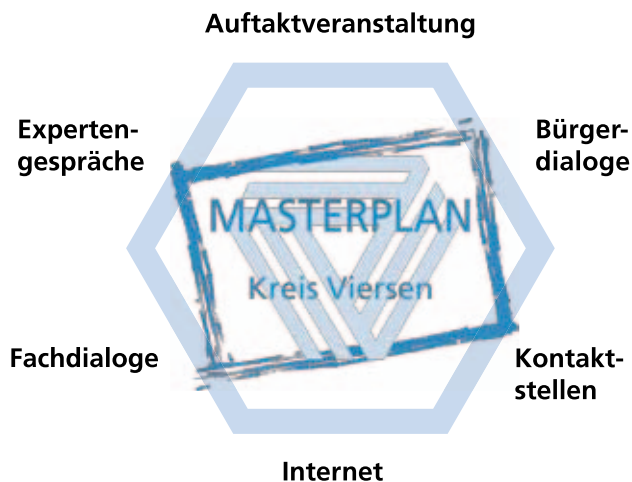 Auftaktveranstaltung
Experten-
gespräche
Bürger-
dialoge
MASTERPLAN
Kreis Viersen
Fachdialoge
Kontakt-
stellen
Internet